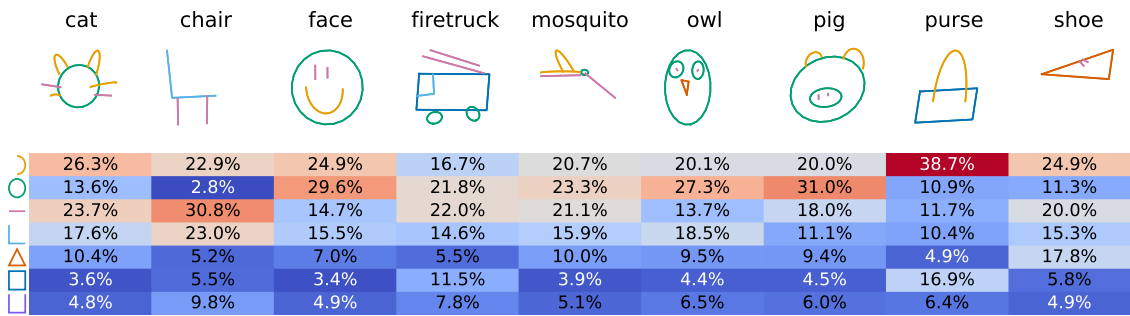 cat chair face firetruck mosquito owl pig purse shoe
26.3% 22.9% 24.9% 16.7% 20.7% 20.1% 20.0% 38.7% 24.9%
13.6% 2.8% 29.6% 21.8% 23.3% 27.3% 31.0% 10.9% 11.3%
23.7% 30.8% 14.7% 22.0% 21.1% 13.7% 18.0% 11.7% 20.0%
17.6% 23.0% 15.5% 14.6% 15.9% 18.5% 11.1% 10.4% 15.3%
10.4% 5.2% 7.0% 5.5% 10.0% 9.5% 9.4% 4.9% 17.8%
3.6% 5.5% 3.4% 11.5% 3.9% 4.4% 4.5% 16.9% 5.8%
4.8% 9.8% 4.9% 7.8% 5.1% 6.5% 6.0% 6.4% 4.9%